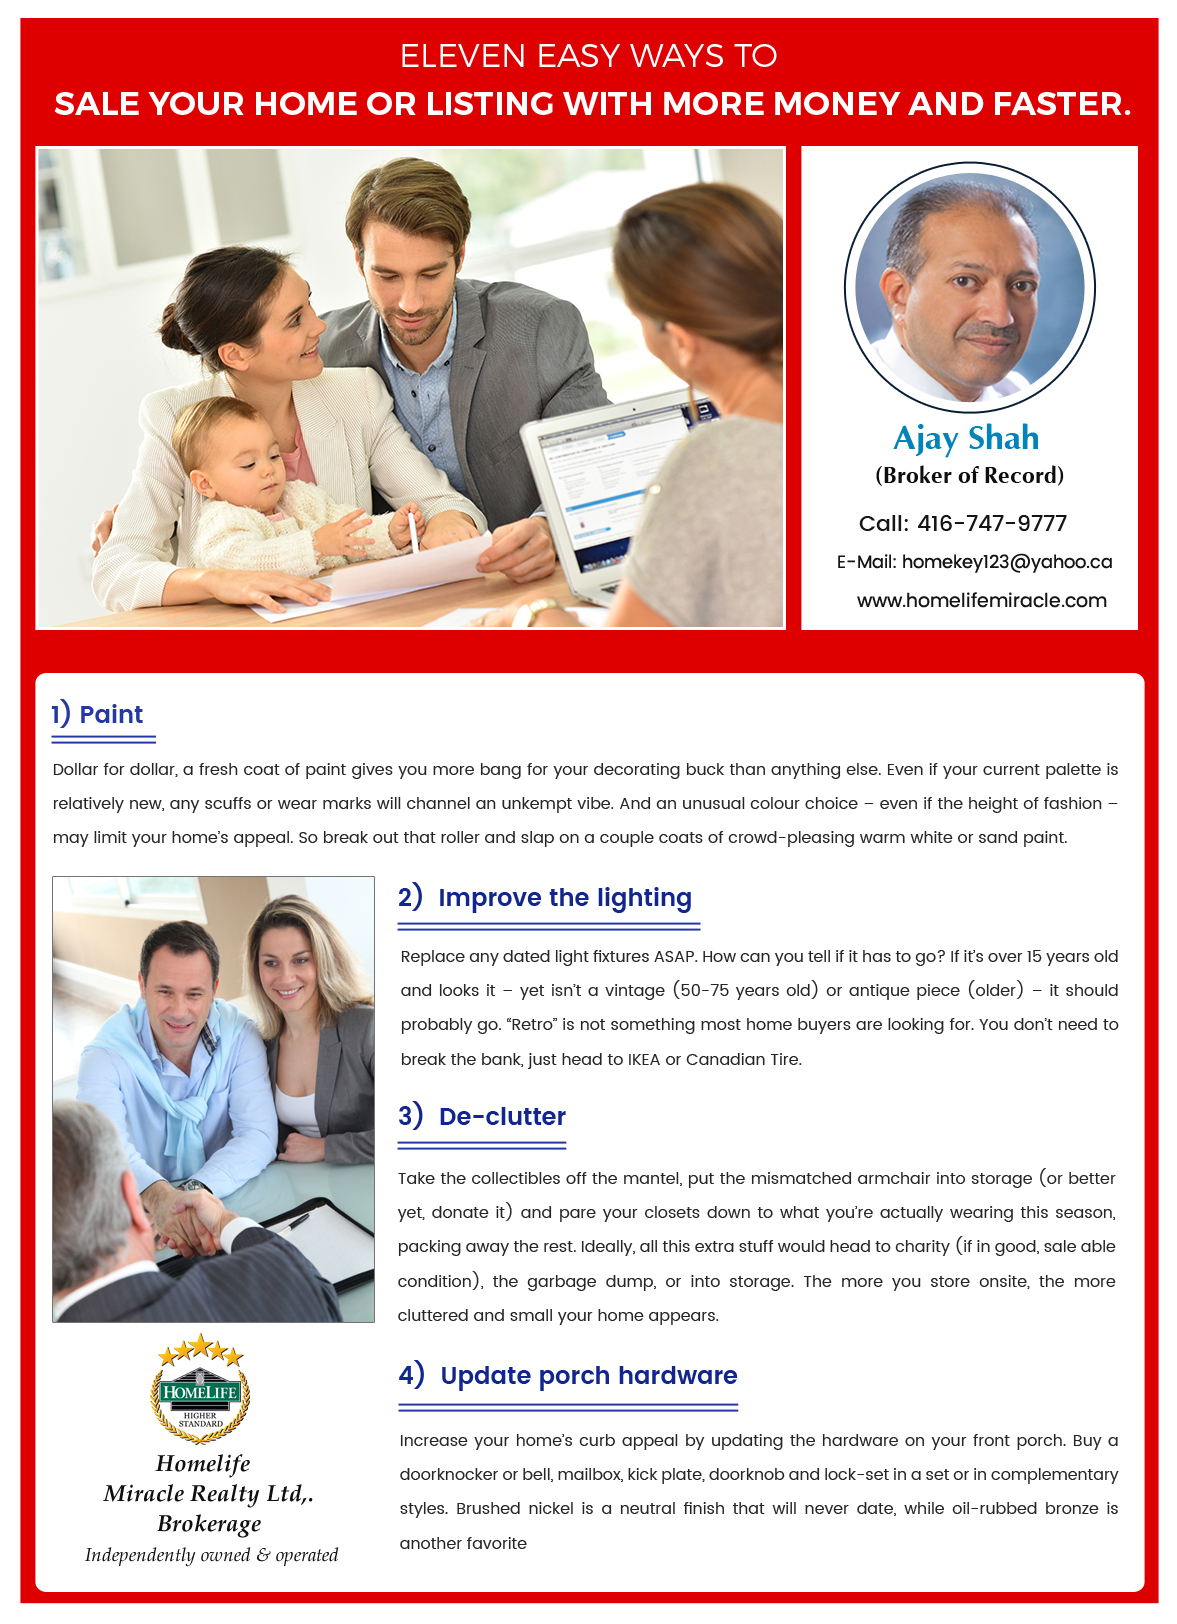 ELEVEN EASY WAYS TO
SALE YOUR HOME OR LISTING WITH MORE MONEY AND FASTER.
Ajay Shah
(Broker of Record)
Call: 416-747-9777
E-Mail: homekey123@yahoo.ca
www.homelifemiracle.com
1) Paint
Dollar for dollar, a fresh coat of paint gives you more bang for your decorating buck than anything else. Even if your current palette is
relatively new, any scuffs or wear marks will channel an unkempt vibe. And an unusual colour choice – even if the height of fashion –
may limit your home's appeal. So break out that roller and slap on a couple coats of crowd-pleasing warm white or sand paint.
2) Improve the lighting
Replace any dated light fixtures ASAP. How can you tell if it has to go? If it's over 15 years old
and looks it – yet isn't a vintage (50-75 years old) or antique piece (older) – it should
probably go. “Retro” is not something most home buyers are looking for. You don't need to
break the bank, just head to IKEA or Canadian Tire.
3) De-clutter
Take the collectibles off the mantel, put the mismatched armchair into storage (or better
yet, donate it) and pare your closets down to what you're actually wearing this season,
packing away the rest. Ideally, all this extra stuff would head to charity (if in good, sale able
condition), the garbage dump, or into storage. The more you store onsite, the more
cluttered and small your home appears.
4) Update porch hardware
Increase your home's curb appeal by updating the hardware on your front porch. Buy a
doorknocker or bell, mailbox, kick plate, doorknob and lock-set in a set or in complementary
styles. Brushed nickel is a neutral finish that will never date, while oil-rubbed bronze is
another favorite
HOMELIFE
HIGHER
STANDARD
Homelife
Miracle Realty Ltd,.
Brokerage
Independently owned & operated